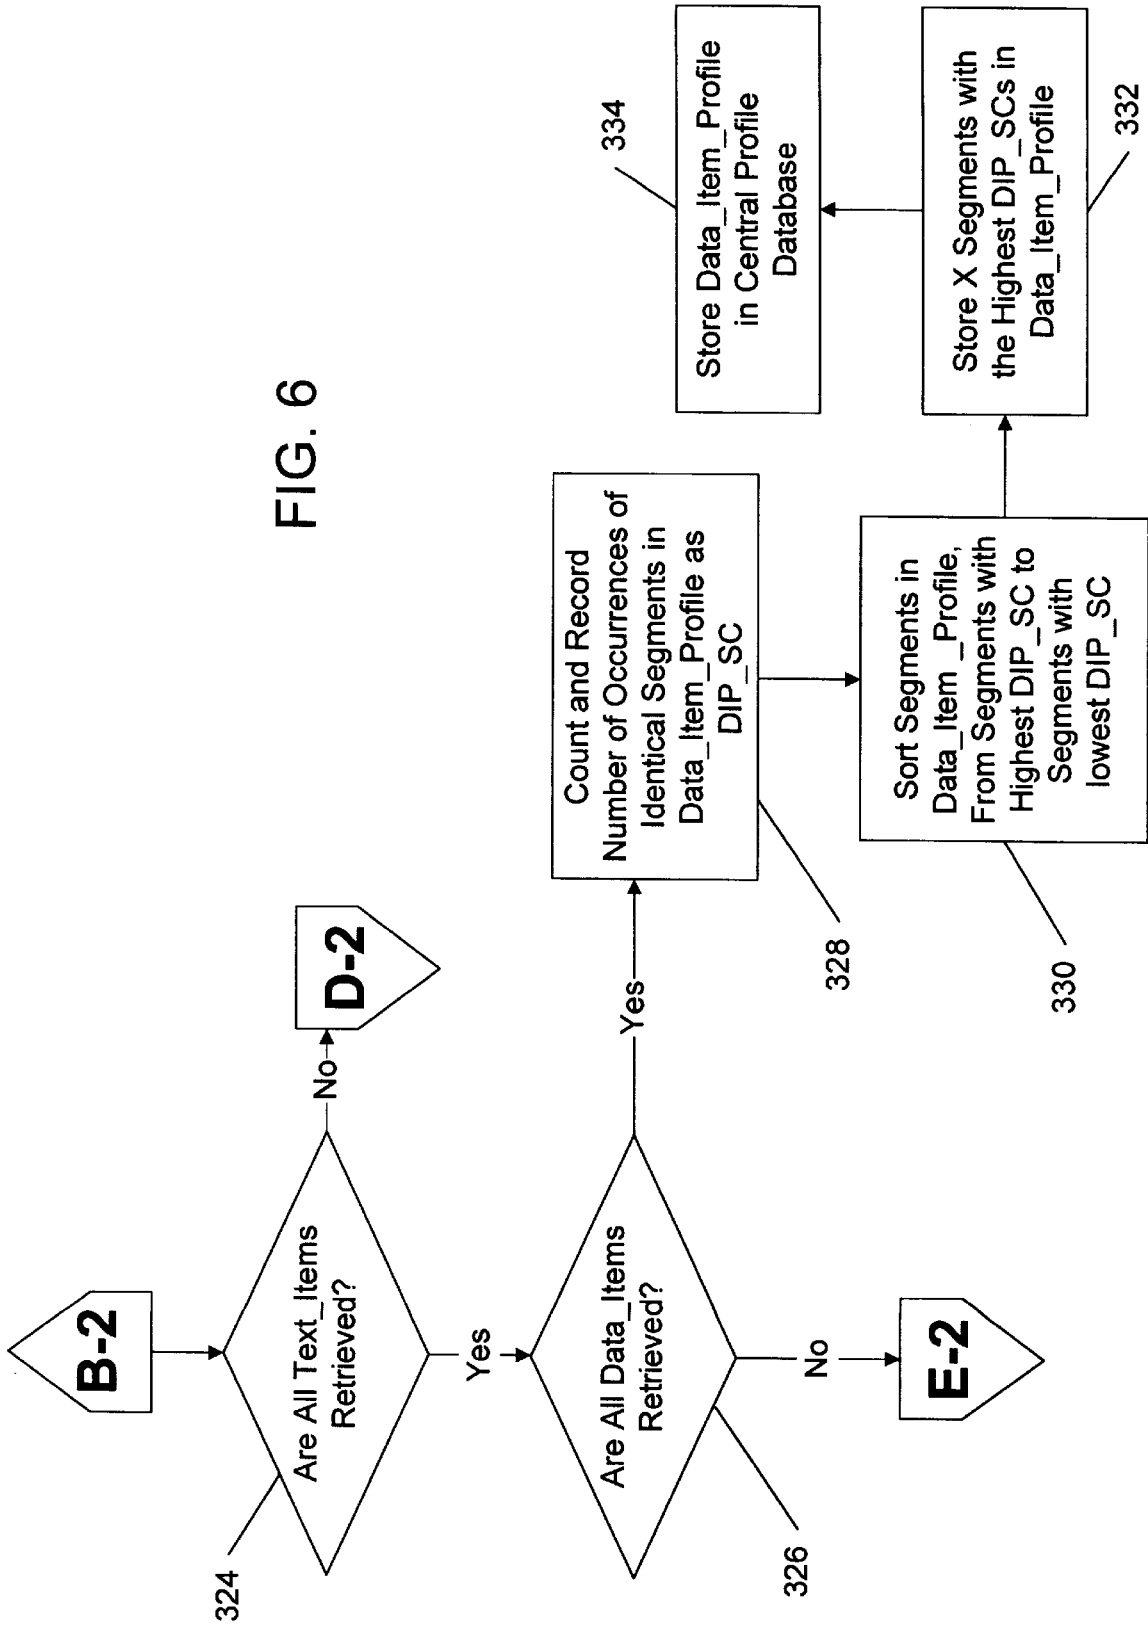 FIG. 6
B-2
324
Are All Text_Items
Retrieved?
No
D-2
Yes
326
Are All Data_Items
Retrieved?
No
E-2
Yes
328
Count and Record
Number of Occurrences of
Identical Segments in
Data_Item_Profile as
DIP_SC
330
Sort Segments in
Data_Item _Profile,
From Segments with
Highest DIP_SC to
Segments with
lowest DIP_SC
Store X Segments with
the Highest DIP_SCs in
Data_Item_Profile
332
Store Data_Item_Profile
in Central Profile
Database
334